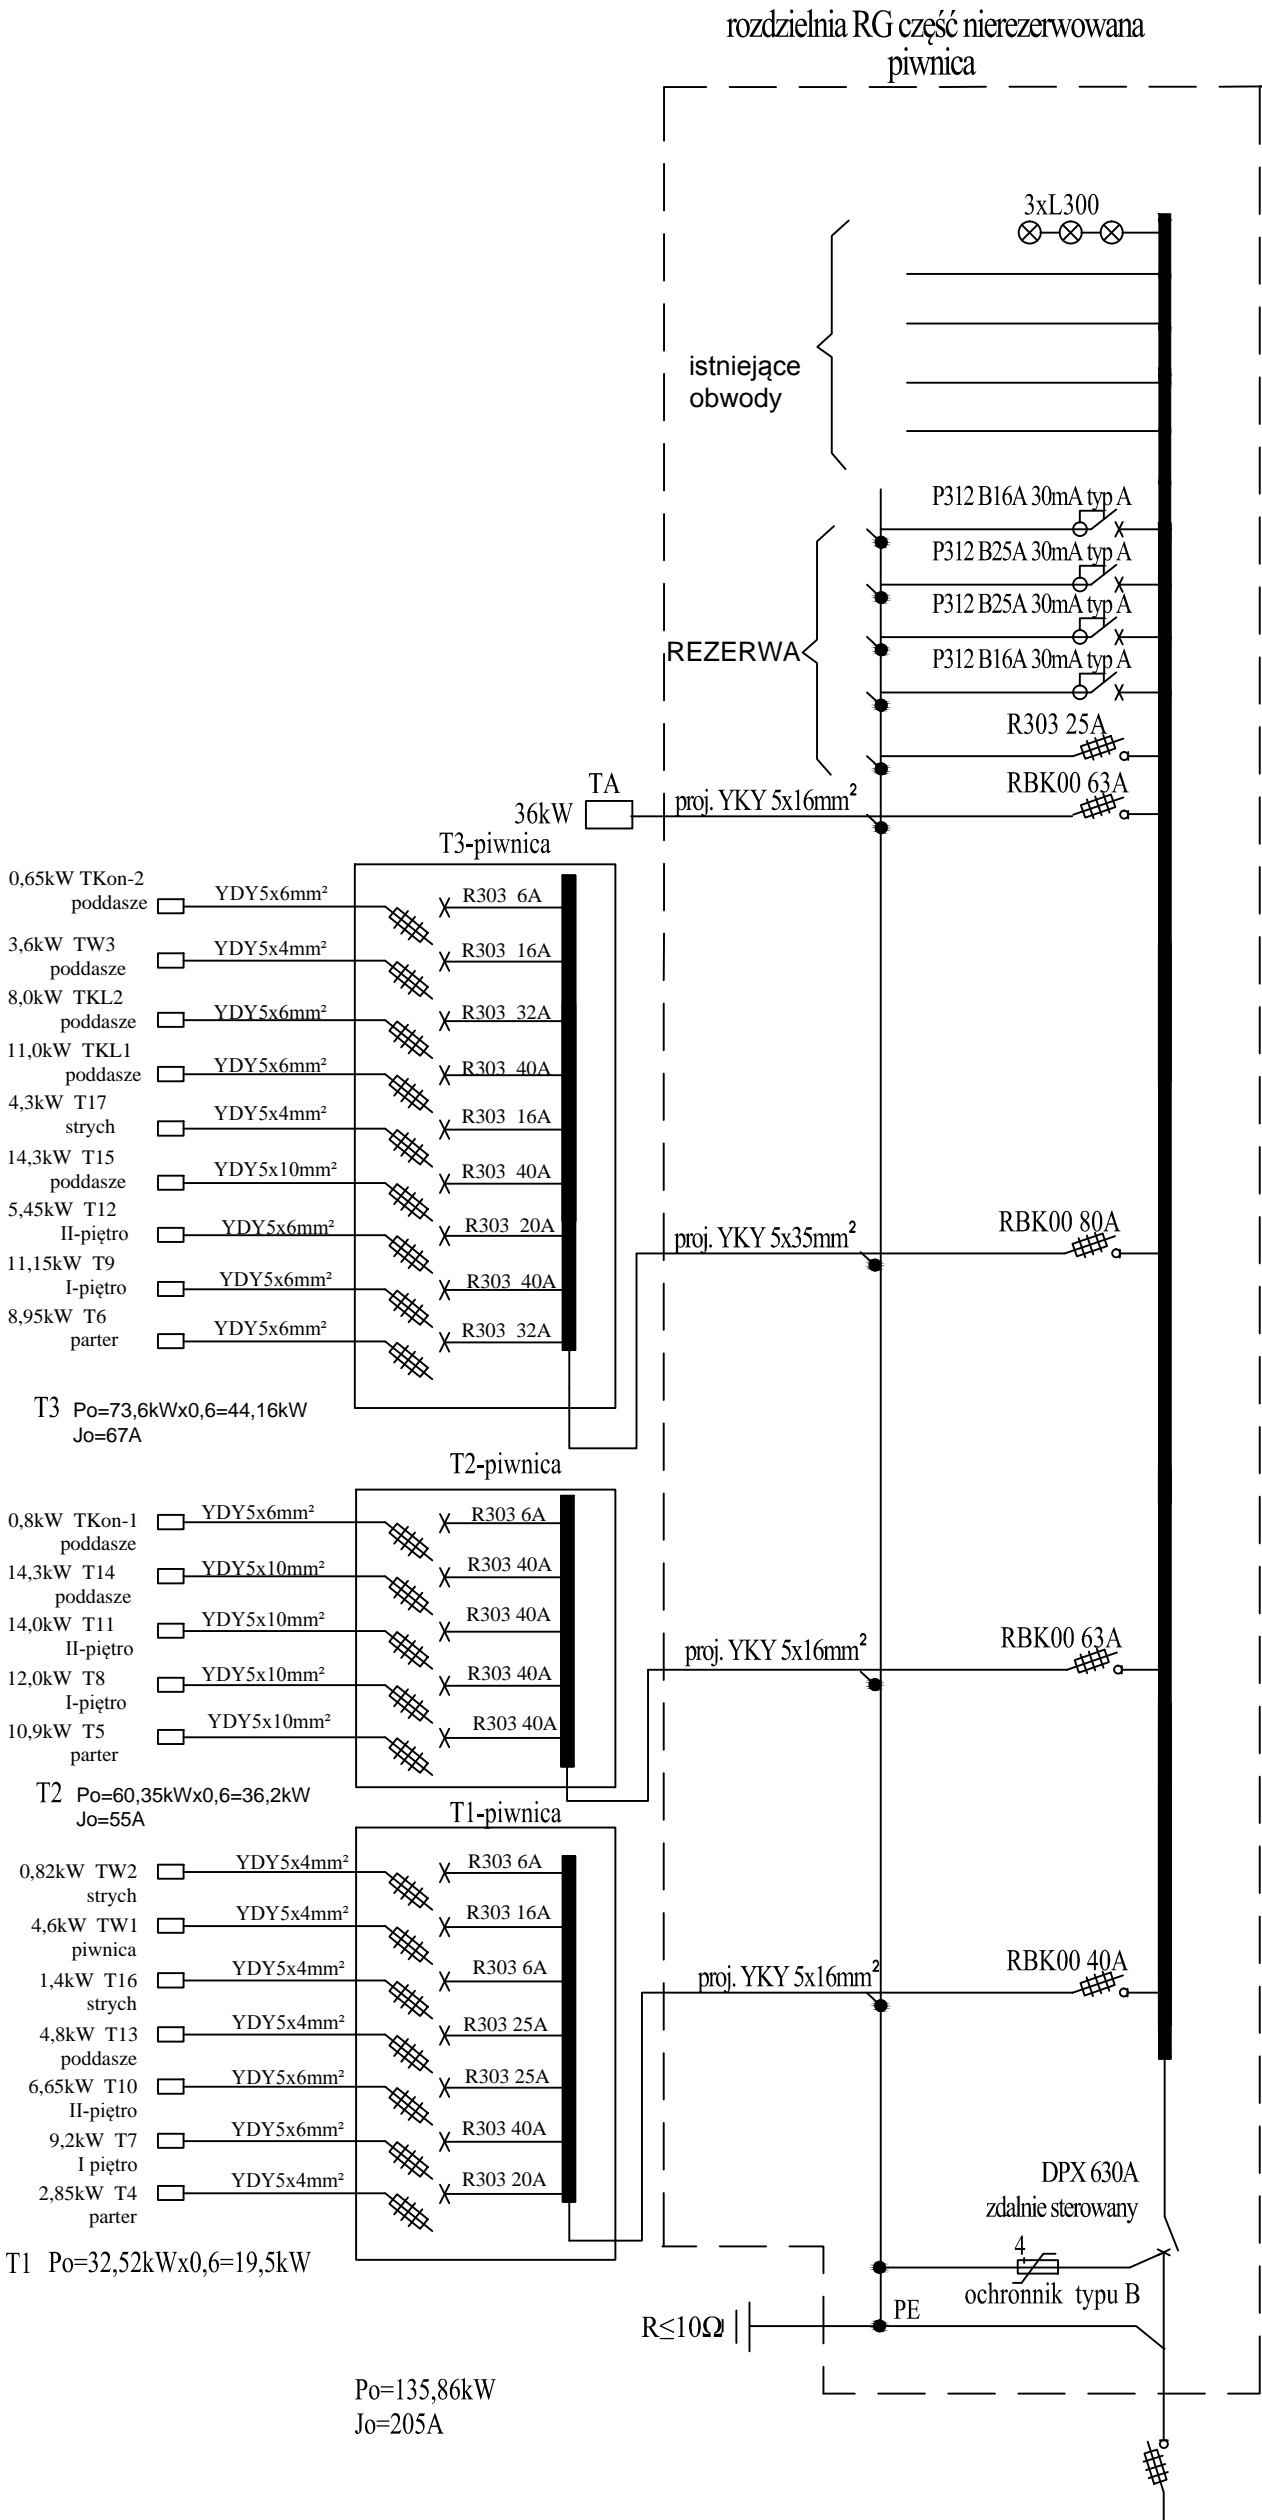 rozdzielnia RG część nierezerwowana
piwnica
3xL300
istniejące
obwody
P312 B16A 30mA typ A
P312 B25A 30mA typ A
P312 B25A 30mA typ A
REZERWA
P312 B16A 30mA typ A
R303 25A
RBK00 63A
TA
36kW
proj. YKY 5x16mm²
T3-piwnica
0,65kW TKon-2
poddasze
YDY5x6mm²
R303 6A
3,6kW TW3
poddasze
YDY5x4mm²
R303 16A
8,0kW TKL2
poddasze
YDY5x6mm²
R303 32A
11,0kW TKL1
poddasze
YDY5x6mm²
R303 40A
4,3kW T17
strych
YDY5x4mm²
R303 16A
14,3kW T15
poddasze
YDY5x10mm²
R303 40A
5,45kW T12
II-piętro
YDY5x6mm²
R303 20A
11,15kW T9
I-piętro
YDY5x6mm²
R303 40A
8,95kW T6
parter
YDY5x6mm²
R303 32A
proj. YKY 5x35mm²
RBK00 80A
T3 Po=73,6kWx0,6=44,16kW
Jo=67A
T2-piwnica
0,8kW TKon-1
poddasze
YDY5x6mm²
R303 6A
14,3kW T14
poddasze
YDY5x10mm²
R303 40A
14,0kW T11
II-piętro
YDY5x10mm²
R303 40A
12,0kW T8
I-piętro
YDY5x10mm²
R303 40A
10,9kW T5
parter
YDY5x10mm²
R303 40A
proj. YKY 5x16mm²
RBK00 63A
T2 Po=60,35kWx0,6=36,2kW
Jo=55A
T1-piwnica
0,82kW TW2
strych
YDY5x4mm²
R303 6A
4,6kW TW1
piwnica
YDY5x4mm²
R303 16A
1,4kW T16
strych
YDY5x4mm²
R303 6A
4,8kW T13
poddasze
YDY5x4mm²
R303 25A
6,65kW T10
II-piętro
YDY5x6mm²
R303 25A
9,2kW T7
I piętro
YDY5x6mm²
R303 40A
2,85kW T4
parter
YDY5x4mm²
R303 20A
proj. YKY 5x16mm²
RBK00 40A
T1 Po=32,52kWx0,6=19,5kW
DPX 630A
zdalnie sterowany
4
ochronnik typu B
PE
R≤10Ω
Po=135,86kW
Jo=205A